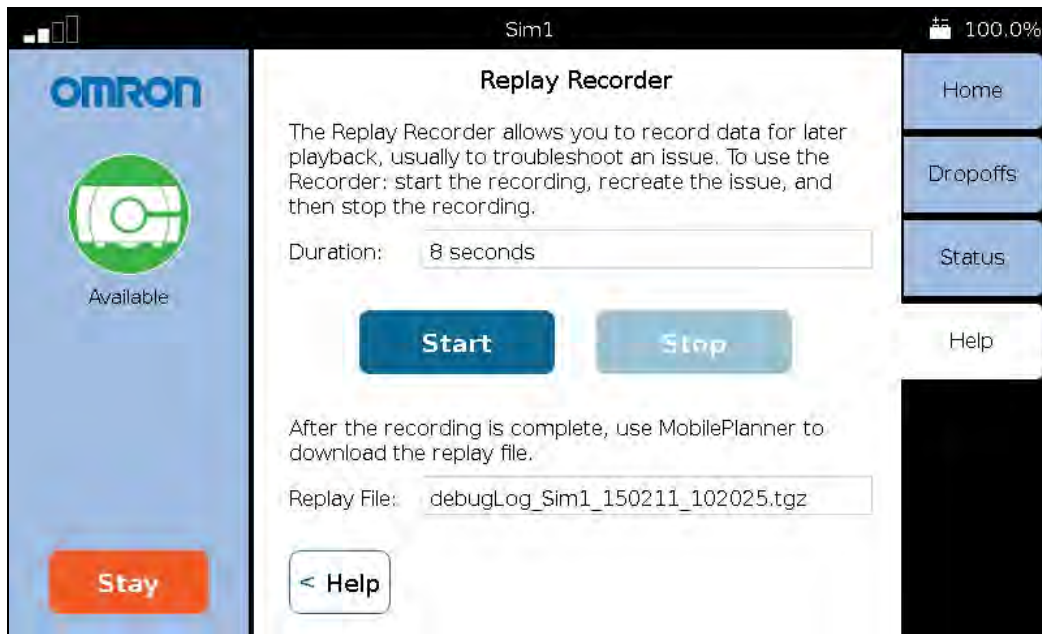 Sim1
100.0%
OMRON
Available
Stay
Replay Recorder
The Replay Recorder allows you to record data for later
playback, usually to troubleshoot an issue. To use the
Recorder: start the recording, recreate the issue, and
then stop the recording.
Duration: 8 seconds
Start Stop
After the recording is complete, use MobilePlanner to
download the replay file.
Replay File: debugLog_Sim1_150211_102025.tgz
< Help
Home
Dropoffs
Status
Help